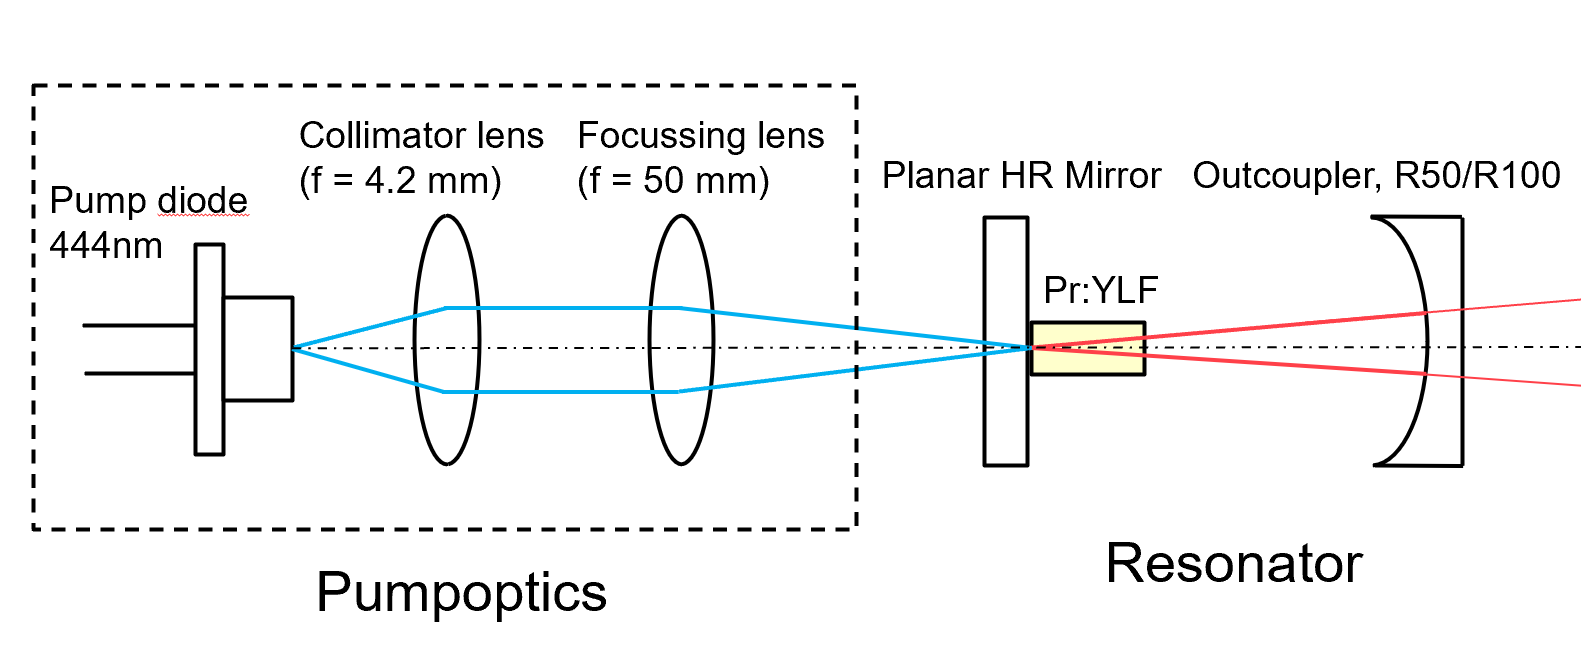 Collimator lens
(f = 4.2 mm)
Focussing lens
(f = 50 mm)
Pump diode
444nm
Planar HR Mirror
Outcoupler, R50/R100
Pr:YLF
Pumpoptics
Resonator